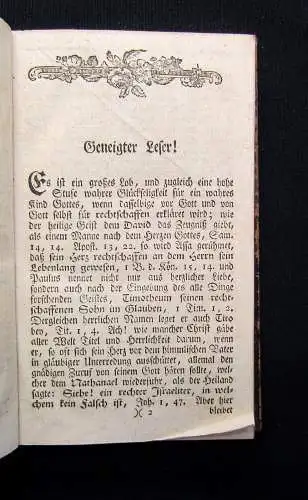 Geneigter Leser!
Es ist ein großes Lob, und zugleich eine hohe
Stufe wahrer Glückseligkeit für ein wahres
Kind Gottes, wenn dasselbige vor Gott und von
Gott selbst für rechtschaffen erkläret wird; wie
der heilige Geist dem David das Zeugniß giebt,
als einem Manne nach dem Herzen Gottes, Sam.
14, 14. Apost. 13, 22. so wird Assa gerühmet,
daß sein Herz rechtschaffen an dem Herrn sein
Lebenlang gewesen, 1 B. d. Kön. 15, 14. und
Paulus nennet nicht nur aus herzlicher Liebe,
sondern auch nach der Eingebung des alle Dinge
forschenden Geistes, Timotheum seinen recht-
schaffenen Sohn im Glauben, 1 Tim. 1, 2.
Dergleichen herrlichen Namen leget er auch Tito
bey, Tit. 1, 4. Ach! wie mancher Christ gäbe
aller Welt Titel und Herrlichkeit darum, wenn
er, so oft sich sein Herz vor dem himmlischen Vater
in gläubiger Unterredung ausschüttet, allemal den
gnädigen Zuruf von seinem Gott hören sollte, wel-
cher dem Nathanael wiederfuhr, als der Heiland
sagte: Siehe! ein rechter Israeliter, in wel-
chem kein Falsch ist, Joh. 1, 47. Aber hier
)( 2 bleibet